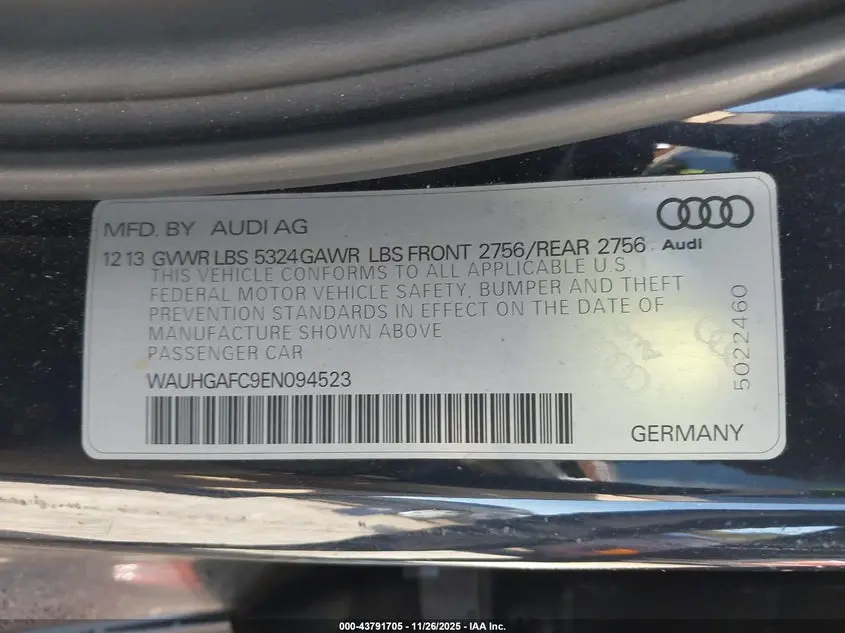 MFD. BY AUDI AG
12 13 GVWR LBS 5324 GAWR LBS FRONT 2756/REAR 2756
Audi
THIS VEHICLE CONFORMS TO ALL APPLICABLE U.S.
FEDERAL MOTOR VEHICLE SAFETY, BUMPER AND THEFT
PREVENTION STANDARDS IN EFFECT ON THE DATE OF
MANUFACTURE SHOWN ABOVE
PASSENGER CAR
WAUHGAFC9EN094523
5022460
GERMANY
000-43791705 - 11/26/2025 - IAA, Inc.